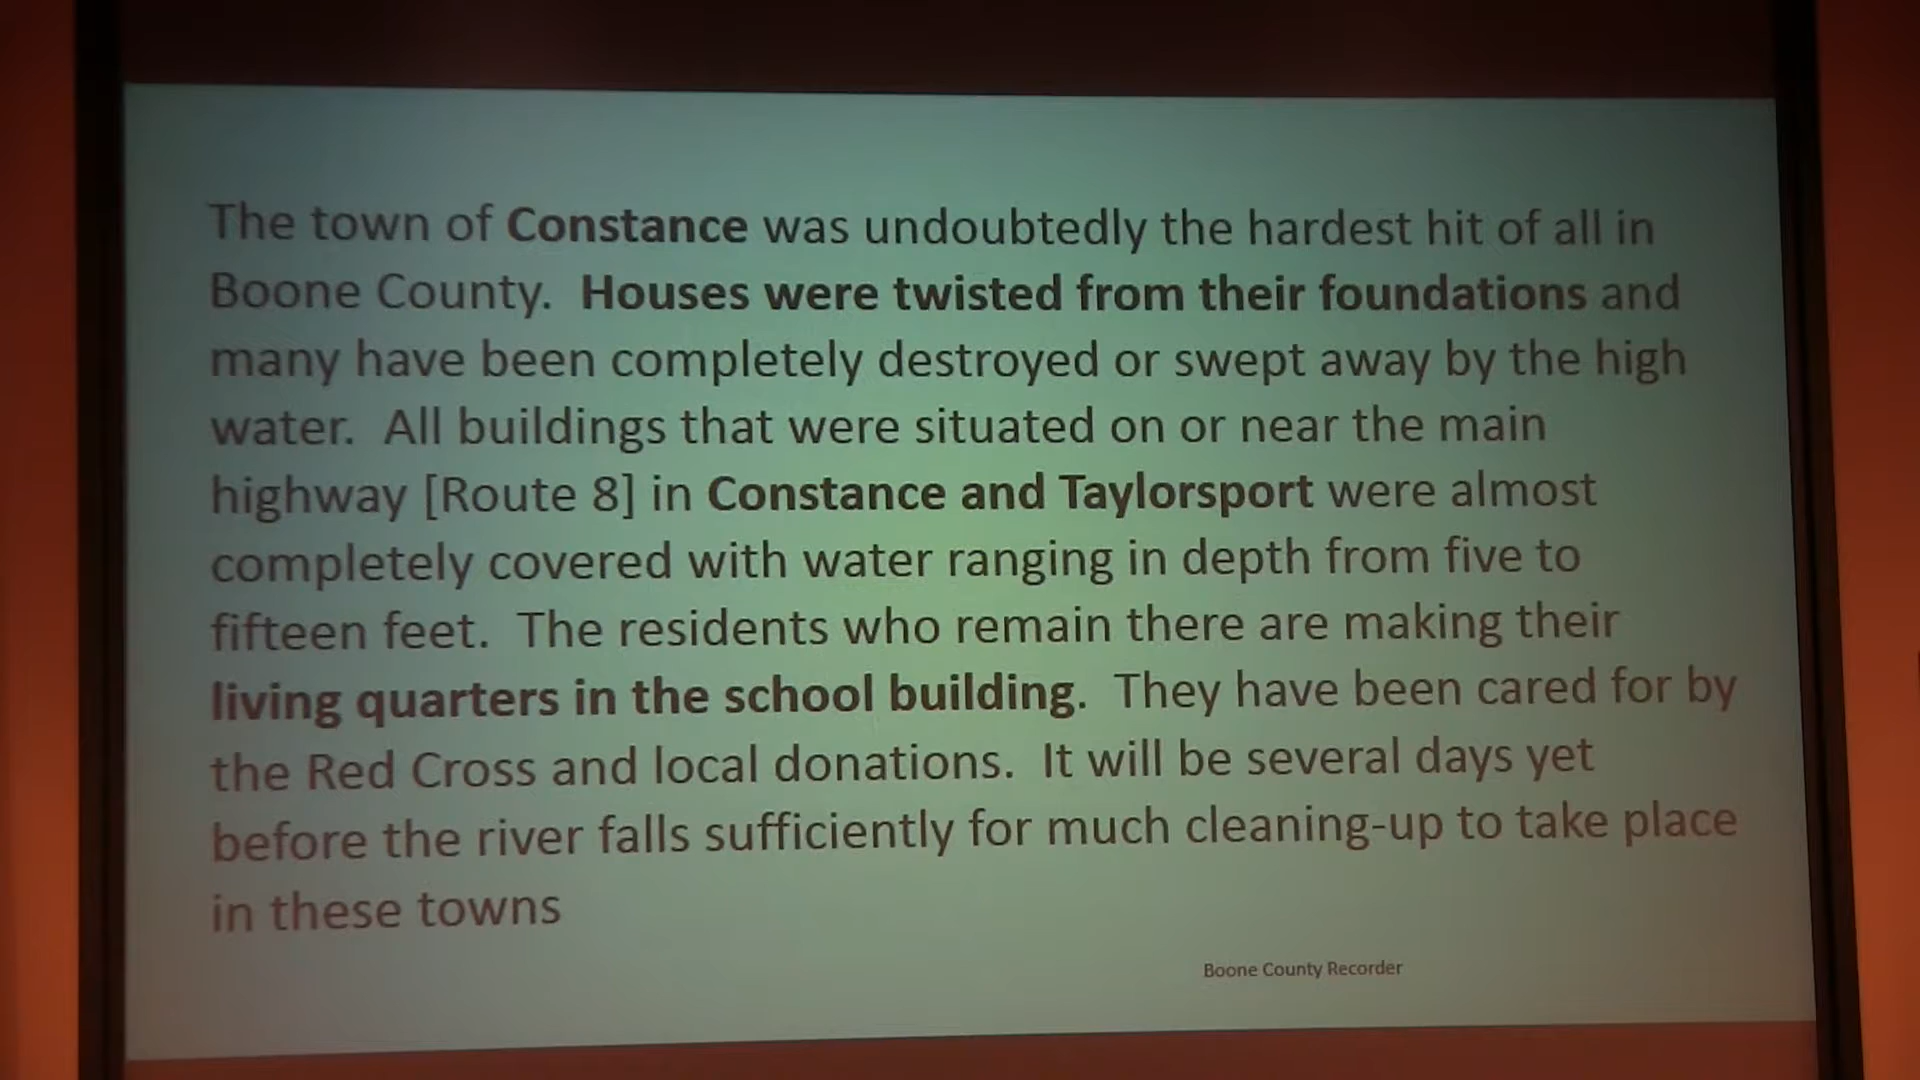 The town of Constance was undoubtedly the hardest hit of all in
Boone County.  Houses were twisted from their foundations and
many have been completely destroyed or swept away by the high
water.  All buildings that were situated on or near the main
highway [Route 8] in Constance and Taylorsport were almost
completely covered with water ranging in depth from five to
fifteen feet.  The residents who remain there are making their
living quarters in the school building.  They have been cared for by
the Red Cross and local donations.  It will be several days yet
before the river falls sufficiently for much cleaning-up to take place
in these towns
Boone County Recorder